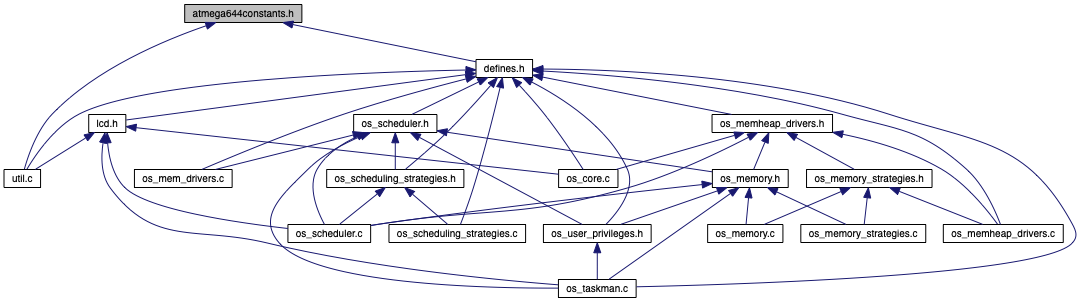 atmega644constants.h
defines.h
lcd.h
os_scheduler.h
os_memheap_drivers.h
util.c
os_mem_drivers.c
os_scheduling_strategies.h
os_core.c
os_memory.h
os_memory_strategies.h
os_scheduler.c
os_scheduling_strategies.c
os_user_privileges.h
os_memory.c
os_memory_strategies.c
os_memheap_drivers.c
os_taskman.c